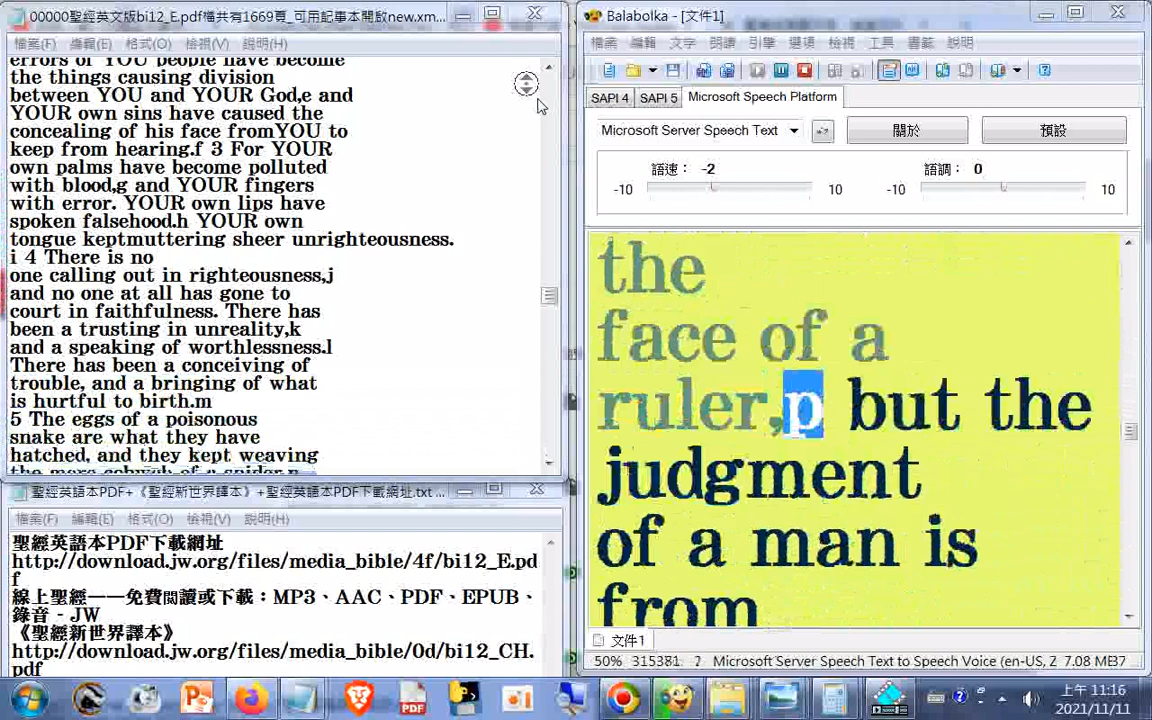 00000聖經英文版bi12_E.pdf檔共有1669頁_可用記事本開啟new.xm...
檔案(F) 編輯(E) 格式(O) 檢視(V) 說明(H)
errors of YOU people have become
the things causing division
between YOU and YOUR God,e and
YOUR own sins have caused the
concealing of his face fromYOU to
keep from hearing.f 3 For YOUR
own palms have become polluted
with blood,g and YOUR fingers
with error. YOUR own lips have
spoken falsehood.h YOUR own
tongue keptmuttering sheer unrighteousness.
i 4 There is no
one calling out in righteousness,j
and no one at all has gone to
court in faithfulness. There has
been a trusting in unreality,k
and a speaking of worthlessness.l
There has been a conceiving of
trouble, and a bringing of what
is hurtful to birth.m
5 The eggs of a poisonous
snake are what they have
hatched, and they kept weaving
the mere cobweb of a spider.n
聖經英語本PDF+《聖經新世界譯本》+聖經英語本PDF下載網址.txt ...
檔案(F) 編輯(E) 格式(O) 檢視(V) 說明(H)
聖經英語本PDF下載網址
http://download.jw.org/files/media_bible/4f/bi12_E.pd
f
線上聖經——免費閱讀或下載：MP3、AAC、PDF、EPUB、
錄音 - JW
《聖經新世界譯本》
http://download.jw.org/files/media_bible/0d/bi12_CH.
pdf
Balabolka - [文件1]
檔案 編輯 文字 朗讀 引擎 選項 檢視 工具 書籤 說明
SAPI 4 SAPI 5 Microsoft Speech Platform
Microsoft Server Speech Text 關於 預設
語速： -2 語調： 0
-10 10 -10 10
the
face of a
ruler,p but the
judgment
of a man is
from
文件1
50% 315381 ? Microsoft Server Speech Text to Speech Voice (en-US, Z 7.08 MB
上午 11:16
2021/11/11